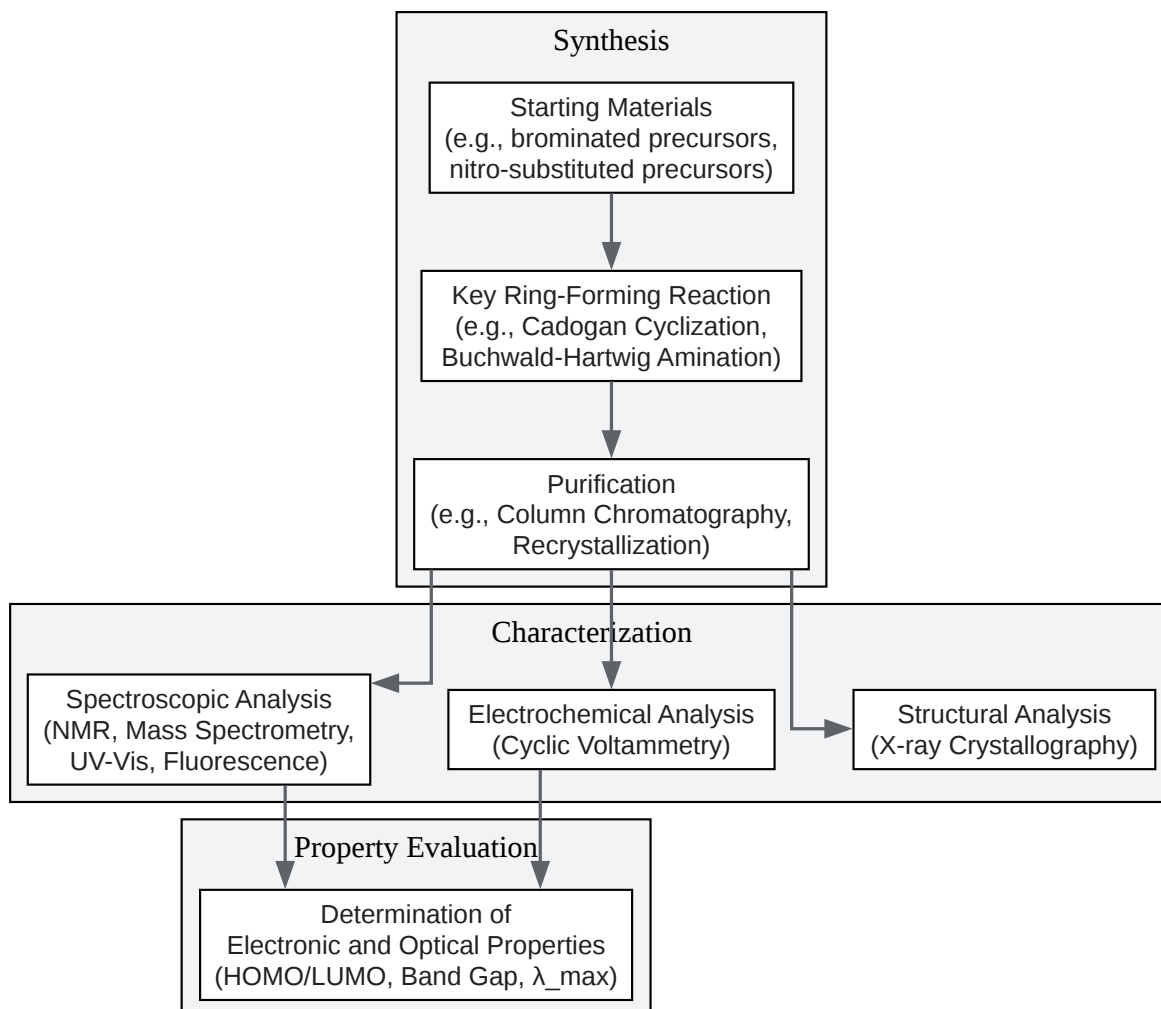 Synthesis
Starting Materials
(e.g., brominated precursors,
nitro-substituted precursors)
Key Ring-Forming Reaction
(e.g., Cadogan Cyclization,
Buchwald-Hartwig Amination)
Purification
(e.g., Column Chromatography,
Recrystallization)
Characterization
Spectroscopic Analysis
(NMR, Mass Spectrometry,
UV-Vis, Fluorescence)
Electrochemical Analysis
(Cyclic Voltammetry)
Structural Analysis
(X-ray Crystallography)
Property Evaluation
Determination of
Electronic and Optical Properties
(HOMO/LUMO, Band Gap, λ_max)